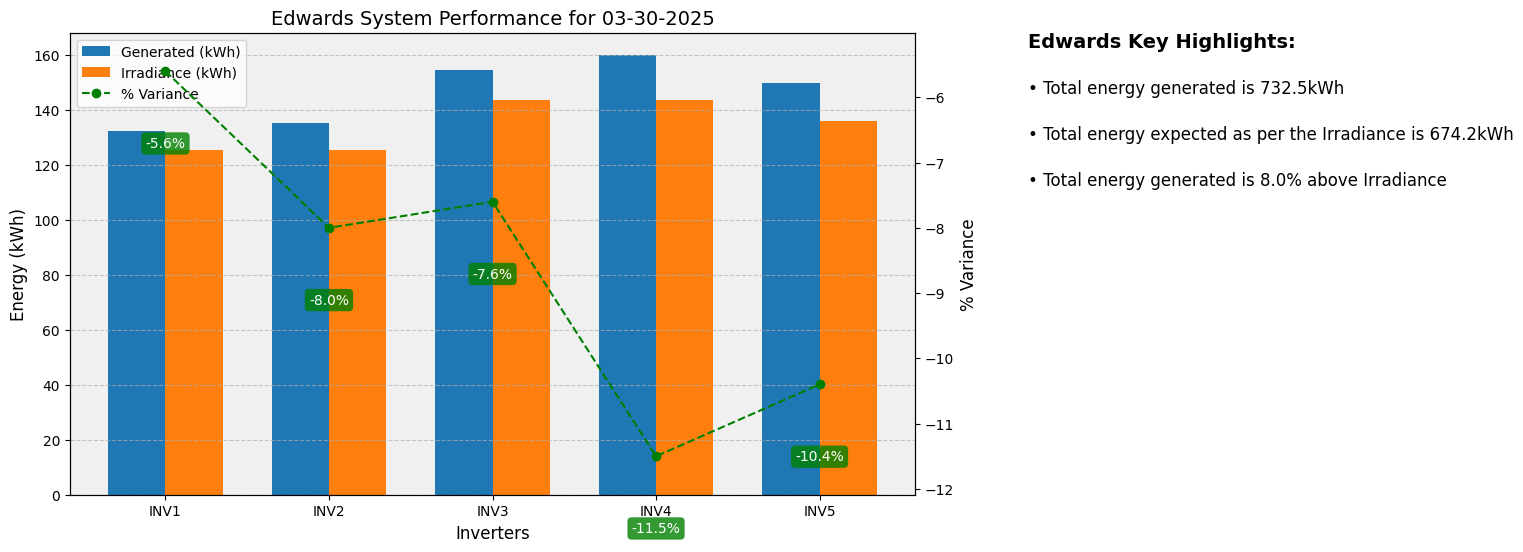 Edwards System Performance for 03-30-2025
Edwards Key Highlights:
• Total energy generated is 732.5kWh
• Total energy expected as per the Irradiance is 674.2kWh
• Total energy generated is 8.0% above Irradiance
Generated (kWh)
Irradiance (kWh)
% Variance
Energy (kWh)
160
140
120
100
80
60
40
20
0
-5.6%
-8.0%
-7.6%
-11.5%
-10.4%
−6
−7
−8
−9
−10
−11
−12
% Variance
INV1
INV2
INV3
INV4
INV5
Inverters